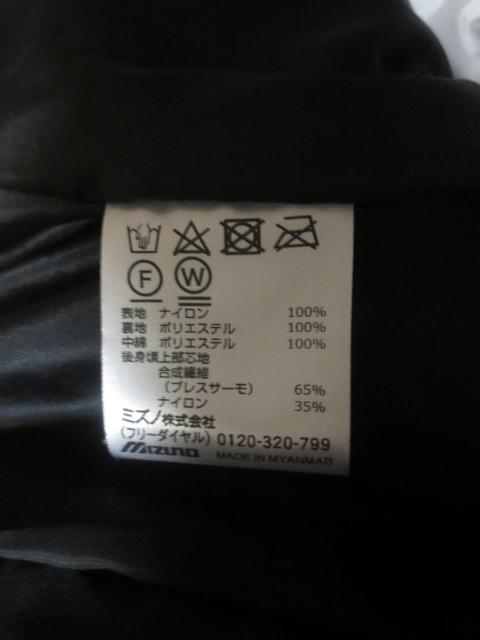 F W
表地 ナイロン 100%
裏地 ポリエステル 100%
中綿 ポリエステル 100%
後身頃上部芯地
合成繊維
(ブレスサーモ) 65%
ナイロン 35%
ミズノ株式会社
(フリーダイヤル) 0120-320-799
MIZUNO MADE IN MYANMAR